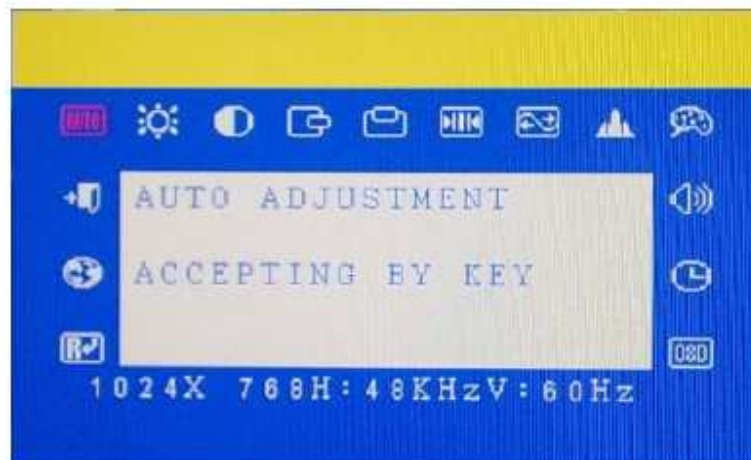 AUTO
AUTO ADJUSTMENT
ACCEPTING BY KEY
R
OSD
1024X 768H:48KHzV:60Hz